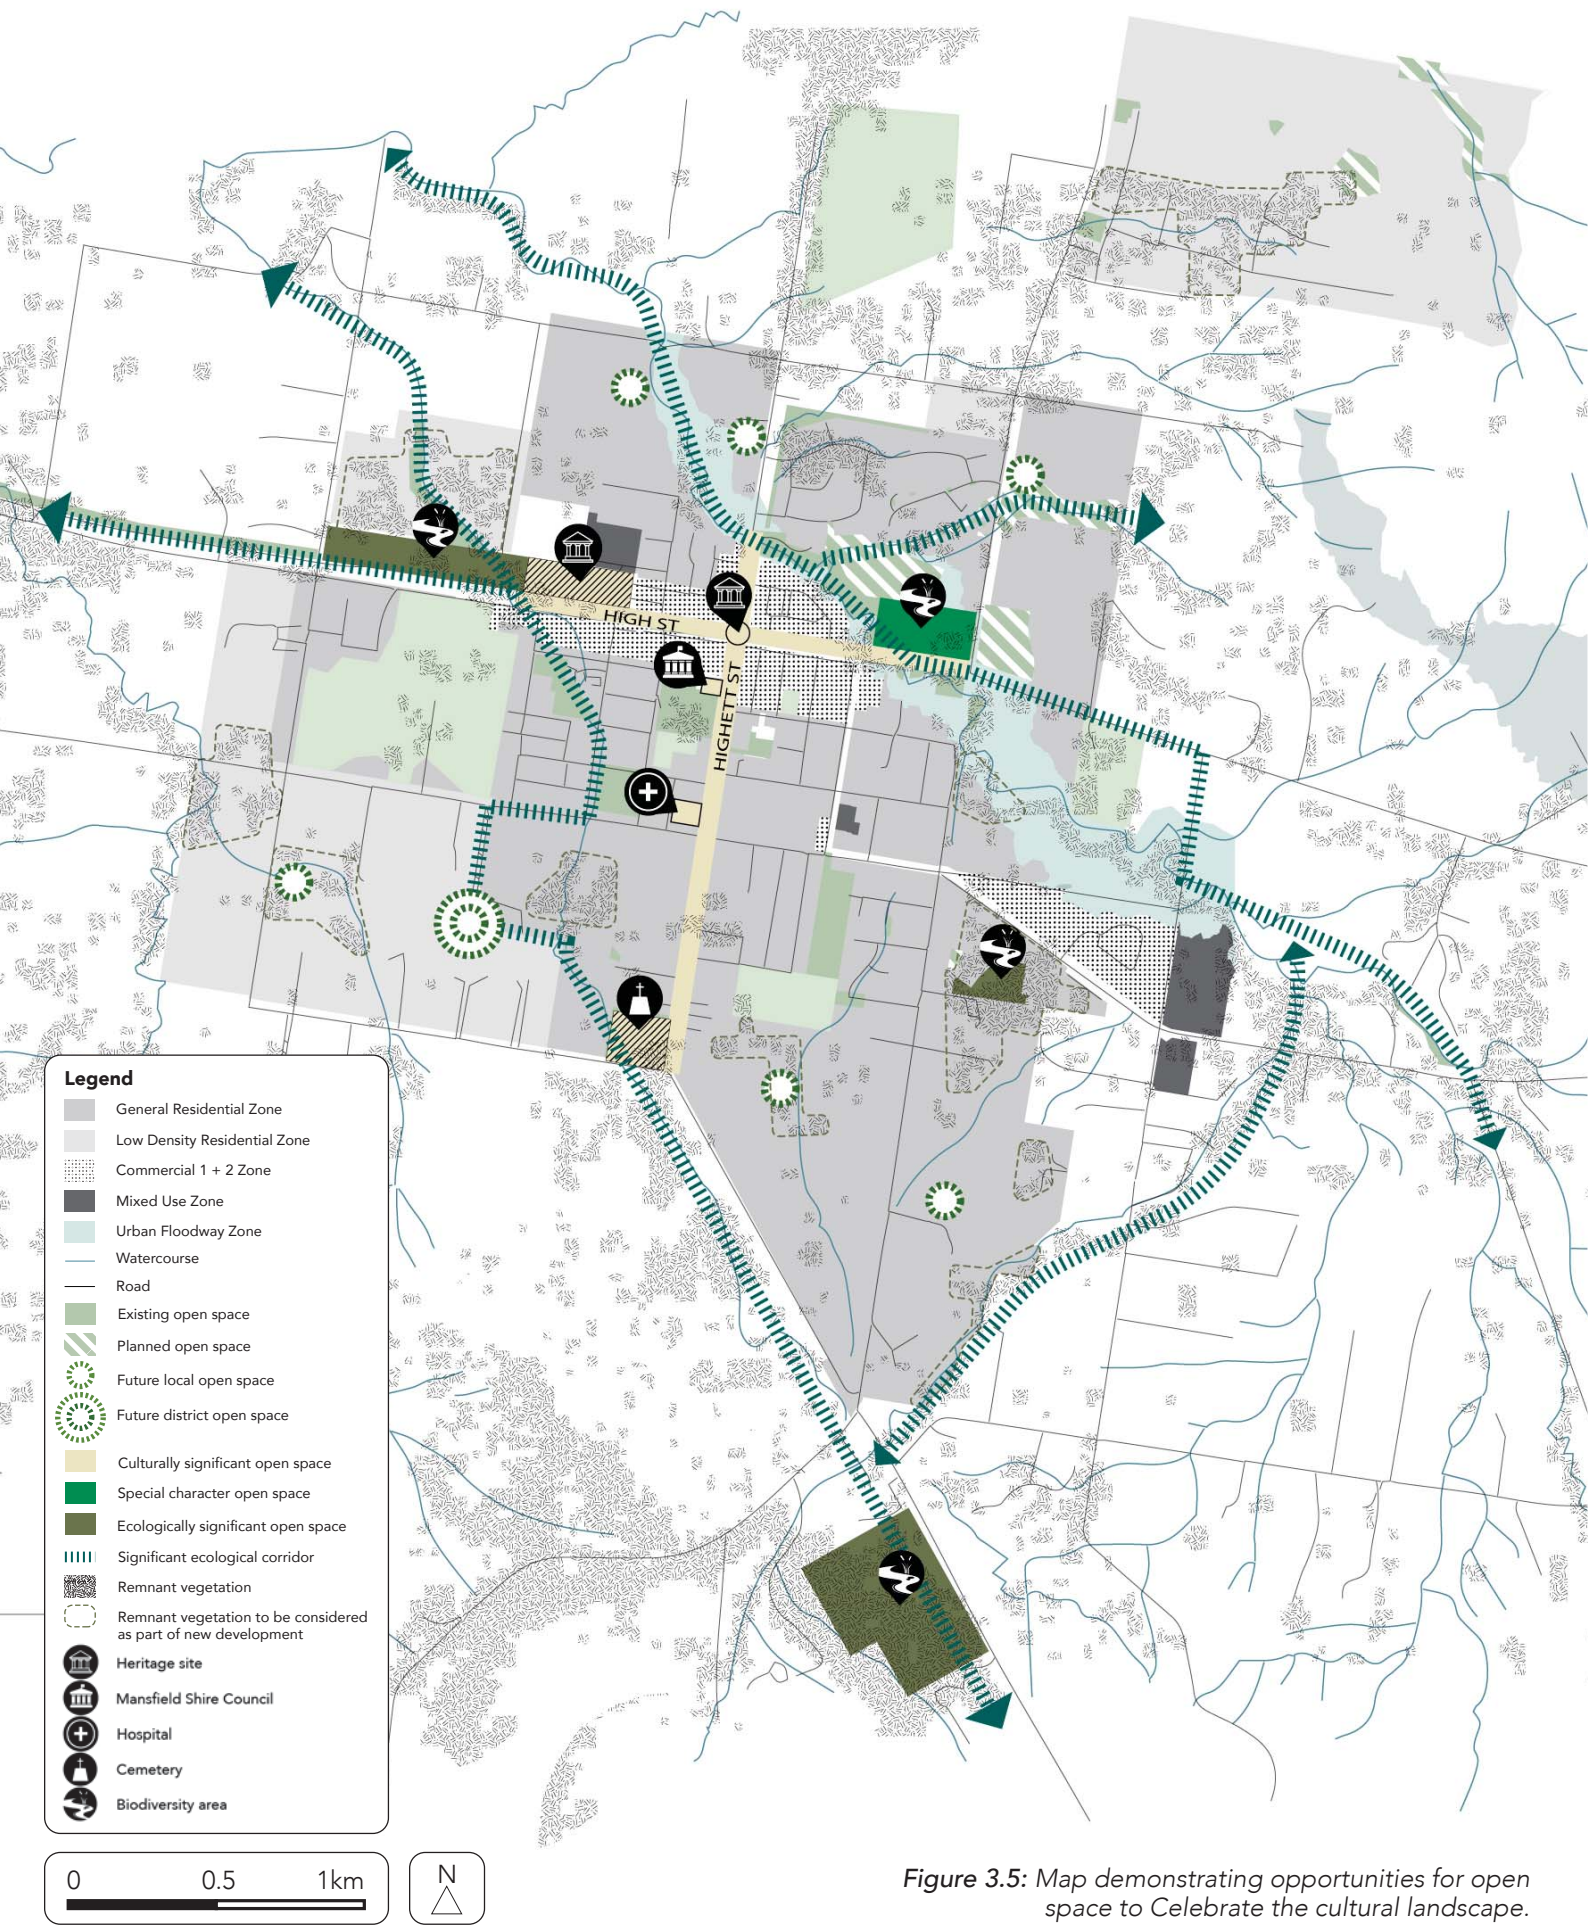 HIGH ST
HIGHETT ST
Legend
General Residential Zone
Low Density Residential Zone
Commercial 1 + 2 Zone
Mixed Use Zone
Urban Floodway Zone
Watercourse
Road
Existing open space
Planned open space
Future local open space
Future district open space
Culturally significant open space
Special character open space
Ecologically significant open space
Significant ecological corridor
Remnant vegetation
Remnant vegetation to be considered
as part of new development
Heritage site
Mansfield Shire Council
Hospital
Cemetery
Biodiversity area
0 0.5 1km
N
Figure 3.5: Map demonstrating opportunities for open
space to Celebrate the cultural landscape.